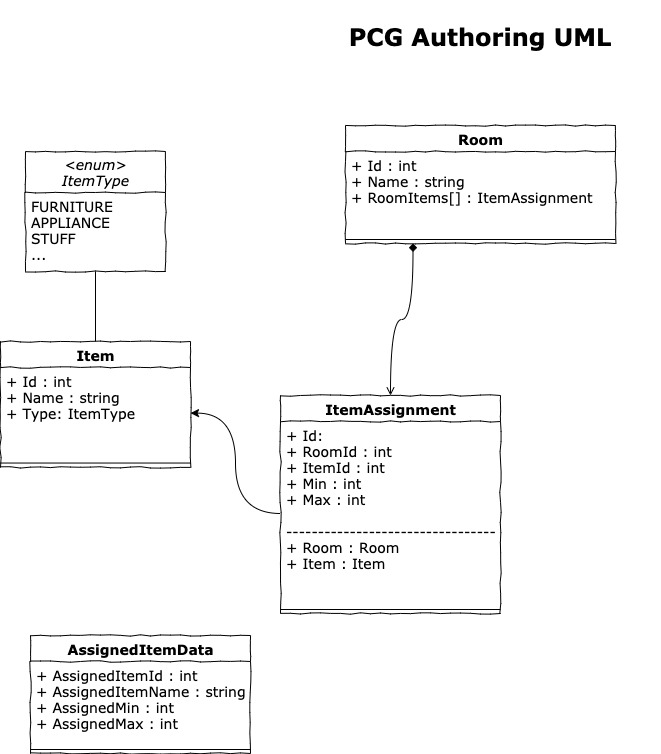 PCG Authoring UML
<enum>
ItemType
FURNITURE
APPLIANCE
STUFF
...
Room
+ Id : int
+ Name : string
+ RoomItems[] : ItemAssignment
Item
+ Id : int
+ Name : string
+ Type: ItemType
ItemAssignment
+ Id:
+ RoomId : int
+ ItemId : int
+ Min : int
+ Max : int
----------------------------------
+ Room : Room
+ Item : Item
AssignedItemData
+ AssignedItemId : int
+ AssignedItemName : string
+ AssignedMin : int
+ AssignedMax : int